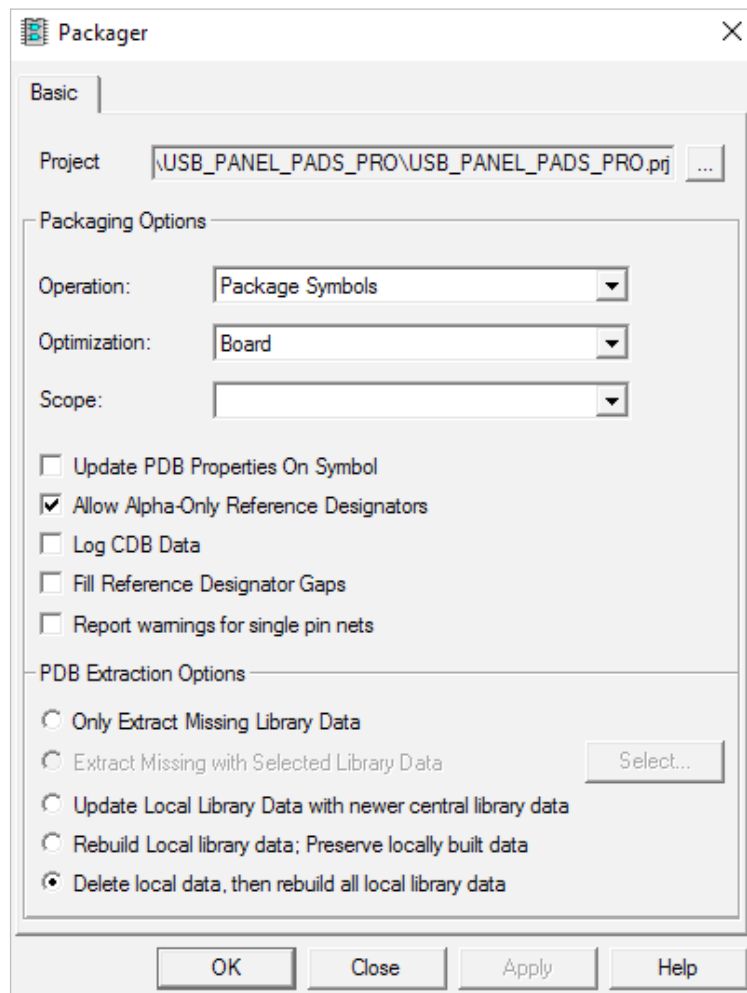 Packager
Basic
Project \USB_PANEL_PADS_PRO\USB_PANEL_PADS_PRO.prj ...
Packaging Options
Operation: Package Symbols
Optimization: Board
Scope:
Update PDB Properties On Symbol
Allow Alpha-Only Reference Designators
Log CDB Data
Fill Reference Designator Gaps
Report warnings for single pin nets
PDB Extraction Options
Only Extract Missing Library Data
Extract Missing with Selected Library Data Select...
Update Local Library Data with newer central library data
Rebuild Local library data; Preserve locally built data
Delete local data, then rebuild all local library data
OK Close Apply Help